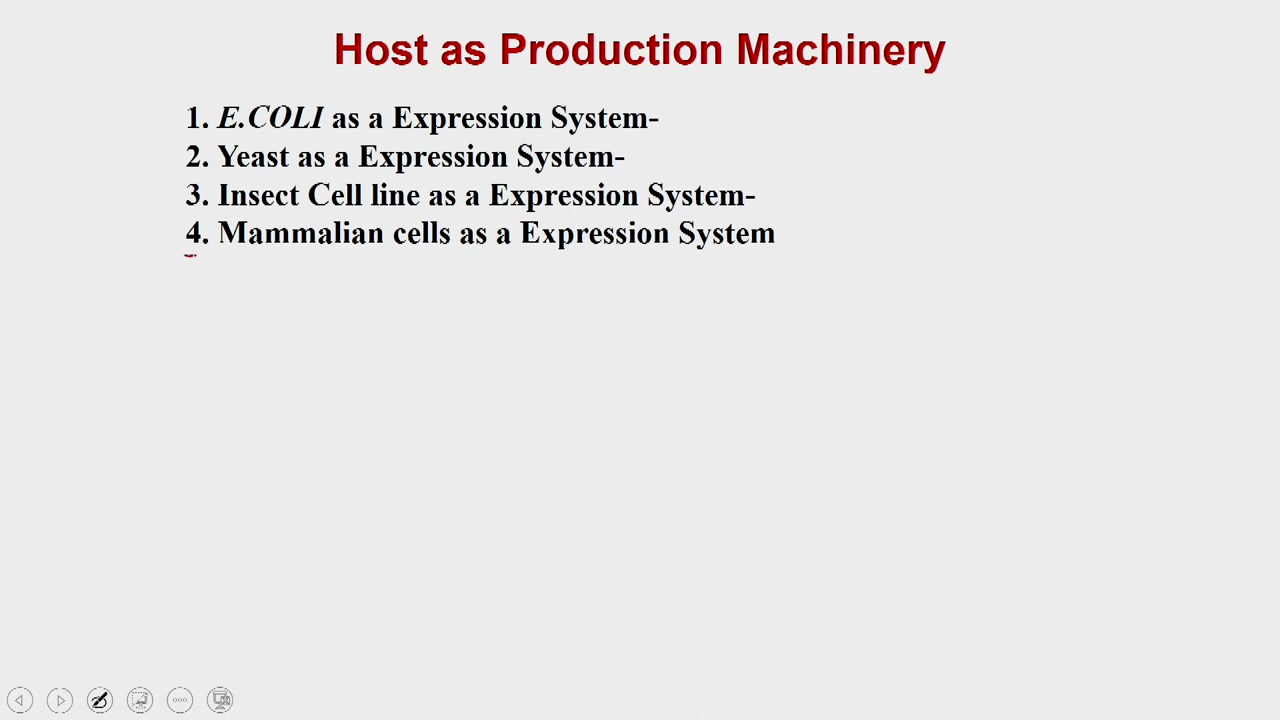 Host as Production Machinery
1. E.COLI as a Expression System-
2. Yeast as a Expression System-
3. Insect Cell line as a Expression System-
4. Mammalian cells as a Expression System